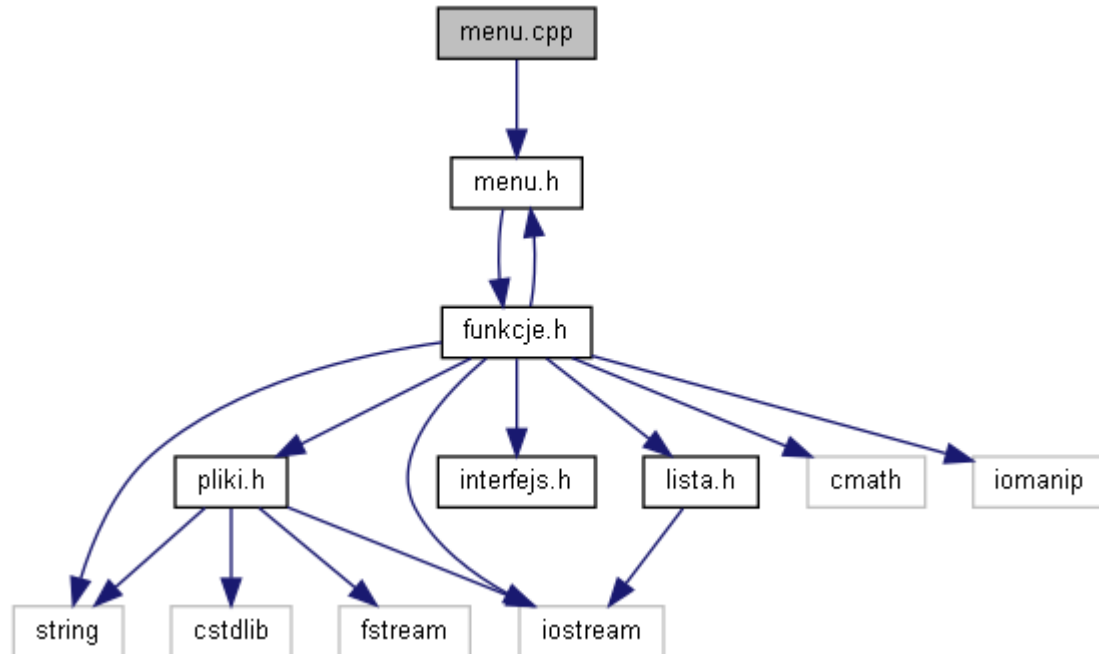 menu.cpp
menu.h
funkcje.h
pliki.h
interfejs.h
lista.h
cmath
iomanip
string
cstdlib
fstream
iostream